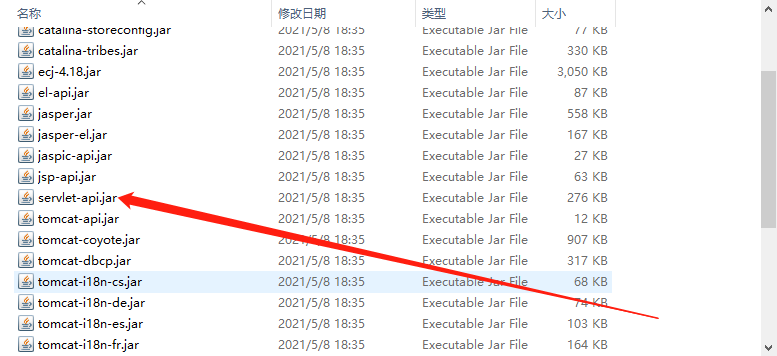 名称 修改日期 类型 大小
catalina-storeconfig.jar 2021/5/8 18:35 Executable Jar File 77 KB
catalina-tribes.jar 2021/5/8 18:35 Executable Jar File 330 KB
ecj-4.18.jar 2021/5/8 18:35 Executable Jar File 3,050 KB
el-api.jar 2021/5/8 18:35 Executable Jar File 87 KB
jasper.jar 2021/5/8 18:35 Executable Jar File 558 KB
jasper-el.jar 2021/5/8 18:35 Executable Jar File 167 KB
jaspic-api.jar 2021/5/8 18:35 Executable Jar File 27 KB
jsp-api.jar 2021/5/8 18:35 Executable Jar File 63 KB
servlet-api.jar 2021/5/8 18:35 Executable Jar File 276 KB
tomcat-api.jar 2021/5/8 18:35 Executable Jar File 12 KB
tomcat-coyote.jar 2021/5/8 18:35 Executable Jar File 907 KB
tomcat-dbcp.jar 2021/5/8 18:35 Executable Jar File 317 KB
tomcat-i18n-cs.jar 2021/5/8 18:35 Executable Jar File 68 KB
tomcat-i18n-de.jar 2021/5/8 18:35 Executable Jar File 74 KB
tomcat-i18n-es.jar 2021/5/8 18:35 Executable Jar File 103 KB
tomcat-i18n-fr.jar 2021/5/8 18:35 Executable Jar File 164 KB